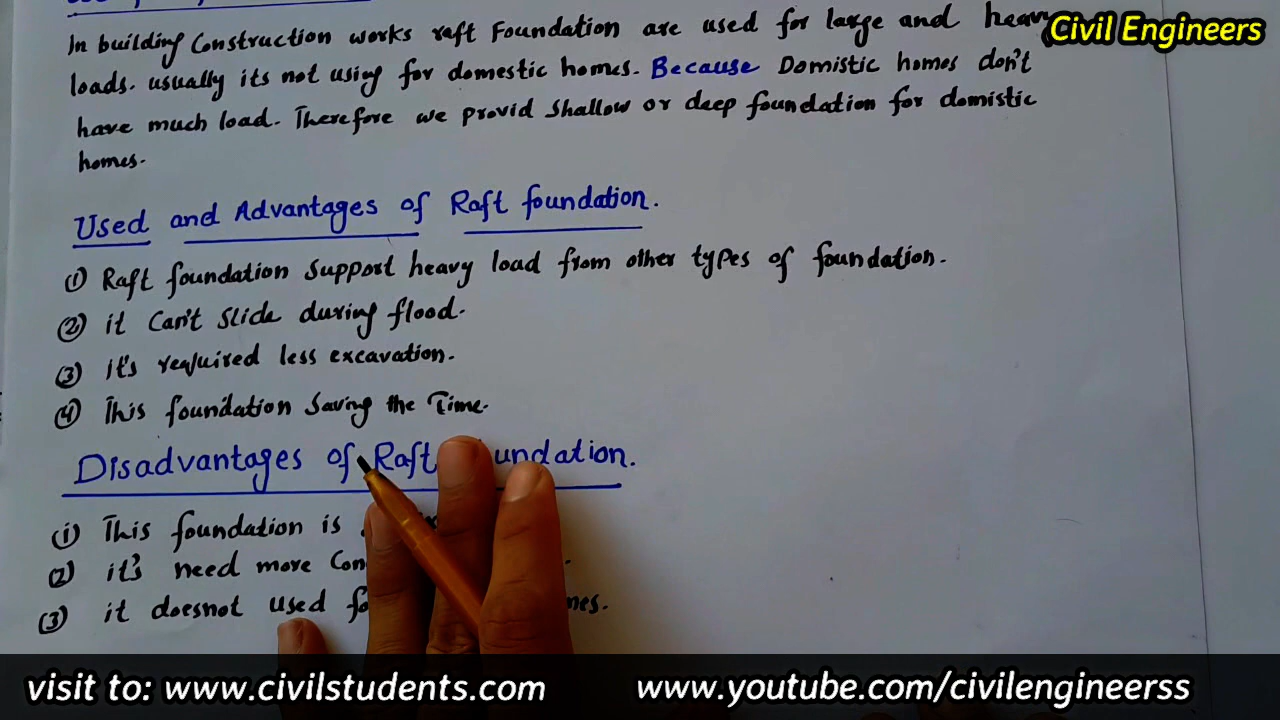 In building Construction works raft Foundation are used for large and heavy
Civil Engineers
loads. usually its not using for domestic homes. Because Domistic homes don't
have much load. Therefore we provid Shallow or deep foundation for domistic
homes.
Used and Advantages of Raft foundation.
(1) Raft foundation Support heavy load from other types of foundation.
(2) it Can't Slide during flood.
(3) it's required less excavation.
(4) This foundation Saving the Time.
Disadvantages of Raft foundation.
(1) This foundation is
(2) it's need more
(3) it doesnot used
visit to: www.civilstudents.com
www.youtube.com/civilengineerss